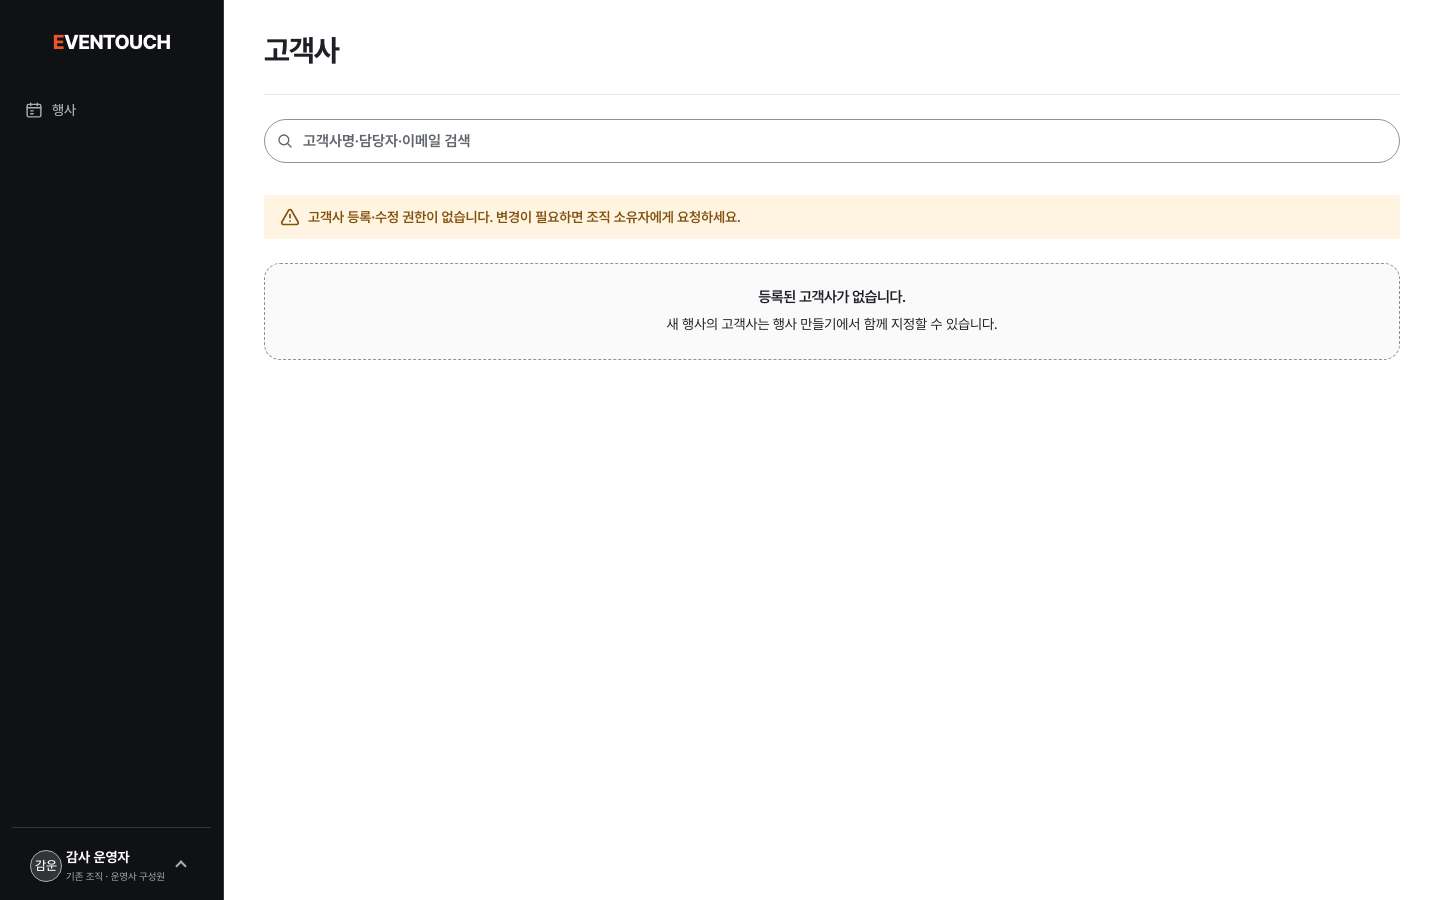 EVENTOUCH
행사
감운
감사 운영자
기존 조직 · 운영사 구성원
고객사
고객사명·담당자·이메일 검색
고객사 등록·수정 권한이 없습니다. 변경이 필요하면 조직 소유자에게 요청하세요.
등록된 고객사가 없습니다.
새 행사의 고객사는 행사 만들기에서 함께 지정할 수 있습니다.